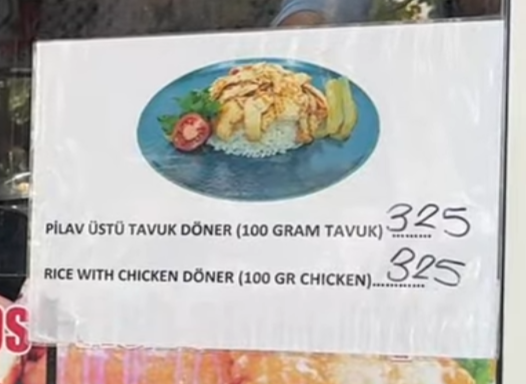 PİLAV ÜSTÜ TAVUK DÖNER (100 GRAM TAVUK) 325
RICE WITH CHICKEN DÖNER (100 GR CHICKEN)............ 325